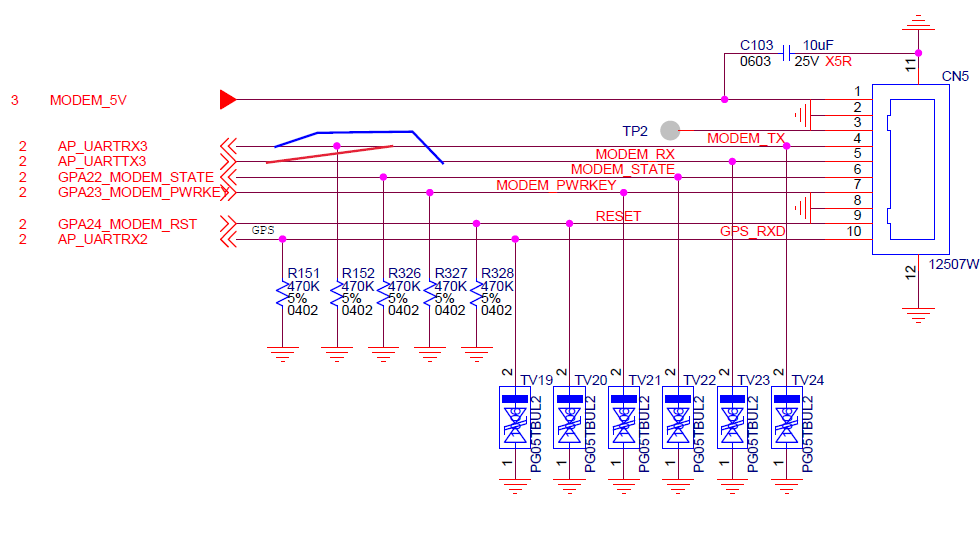 C103 10uF
0603 25V X5R
11
CN5
3 MODEM_5V
1
2
TP2
3
2 AP_UARTRX3
MODEM_TX
4
2 AP_UARTTX3
MODEM_RX
5
2 GPA22_MODEM_STATE
MODEM_STATE
6
2 GPA23_MODEM_PWRKEY
MODEM_PWRKEY
7
8
2 GPA24_MODEM_RST
RESET
9
2 AP_UARTRX2
GPS
GPS_RXD
10
12
12507W
R151 R152 R326 R327 R328
470K 470K 470K 470K 470K
5% 5% 5% 5% 5%
0402 0402 0402 0402 0402
2 2 2 2 2 2
TV19 TV20 TV21 TV22 TV23 TV24
PG05TBUL2 PG05TBUL2 PG05TBUL2 PG05TBUL2 PG05TBUL2 PG05TBUL2
1 1 1 1 1 1